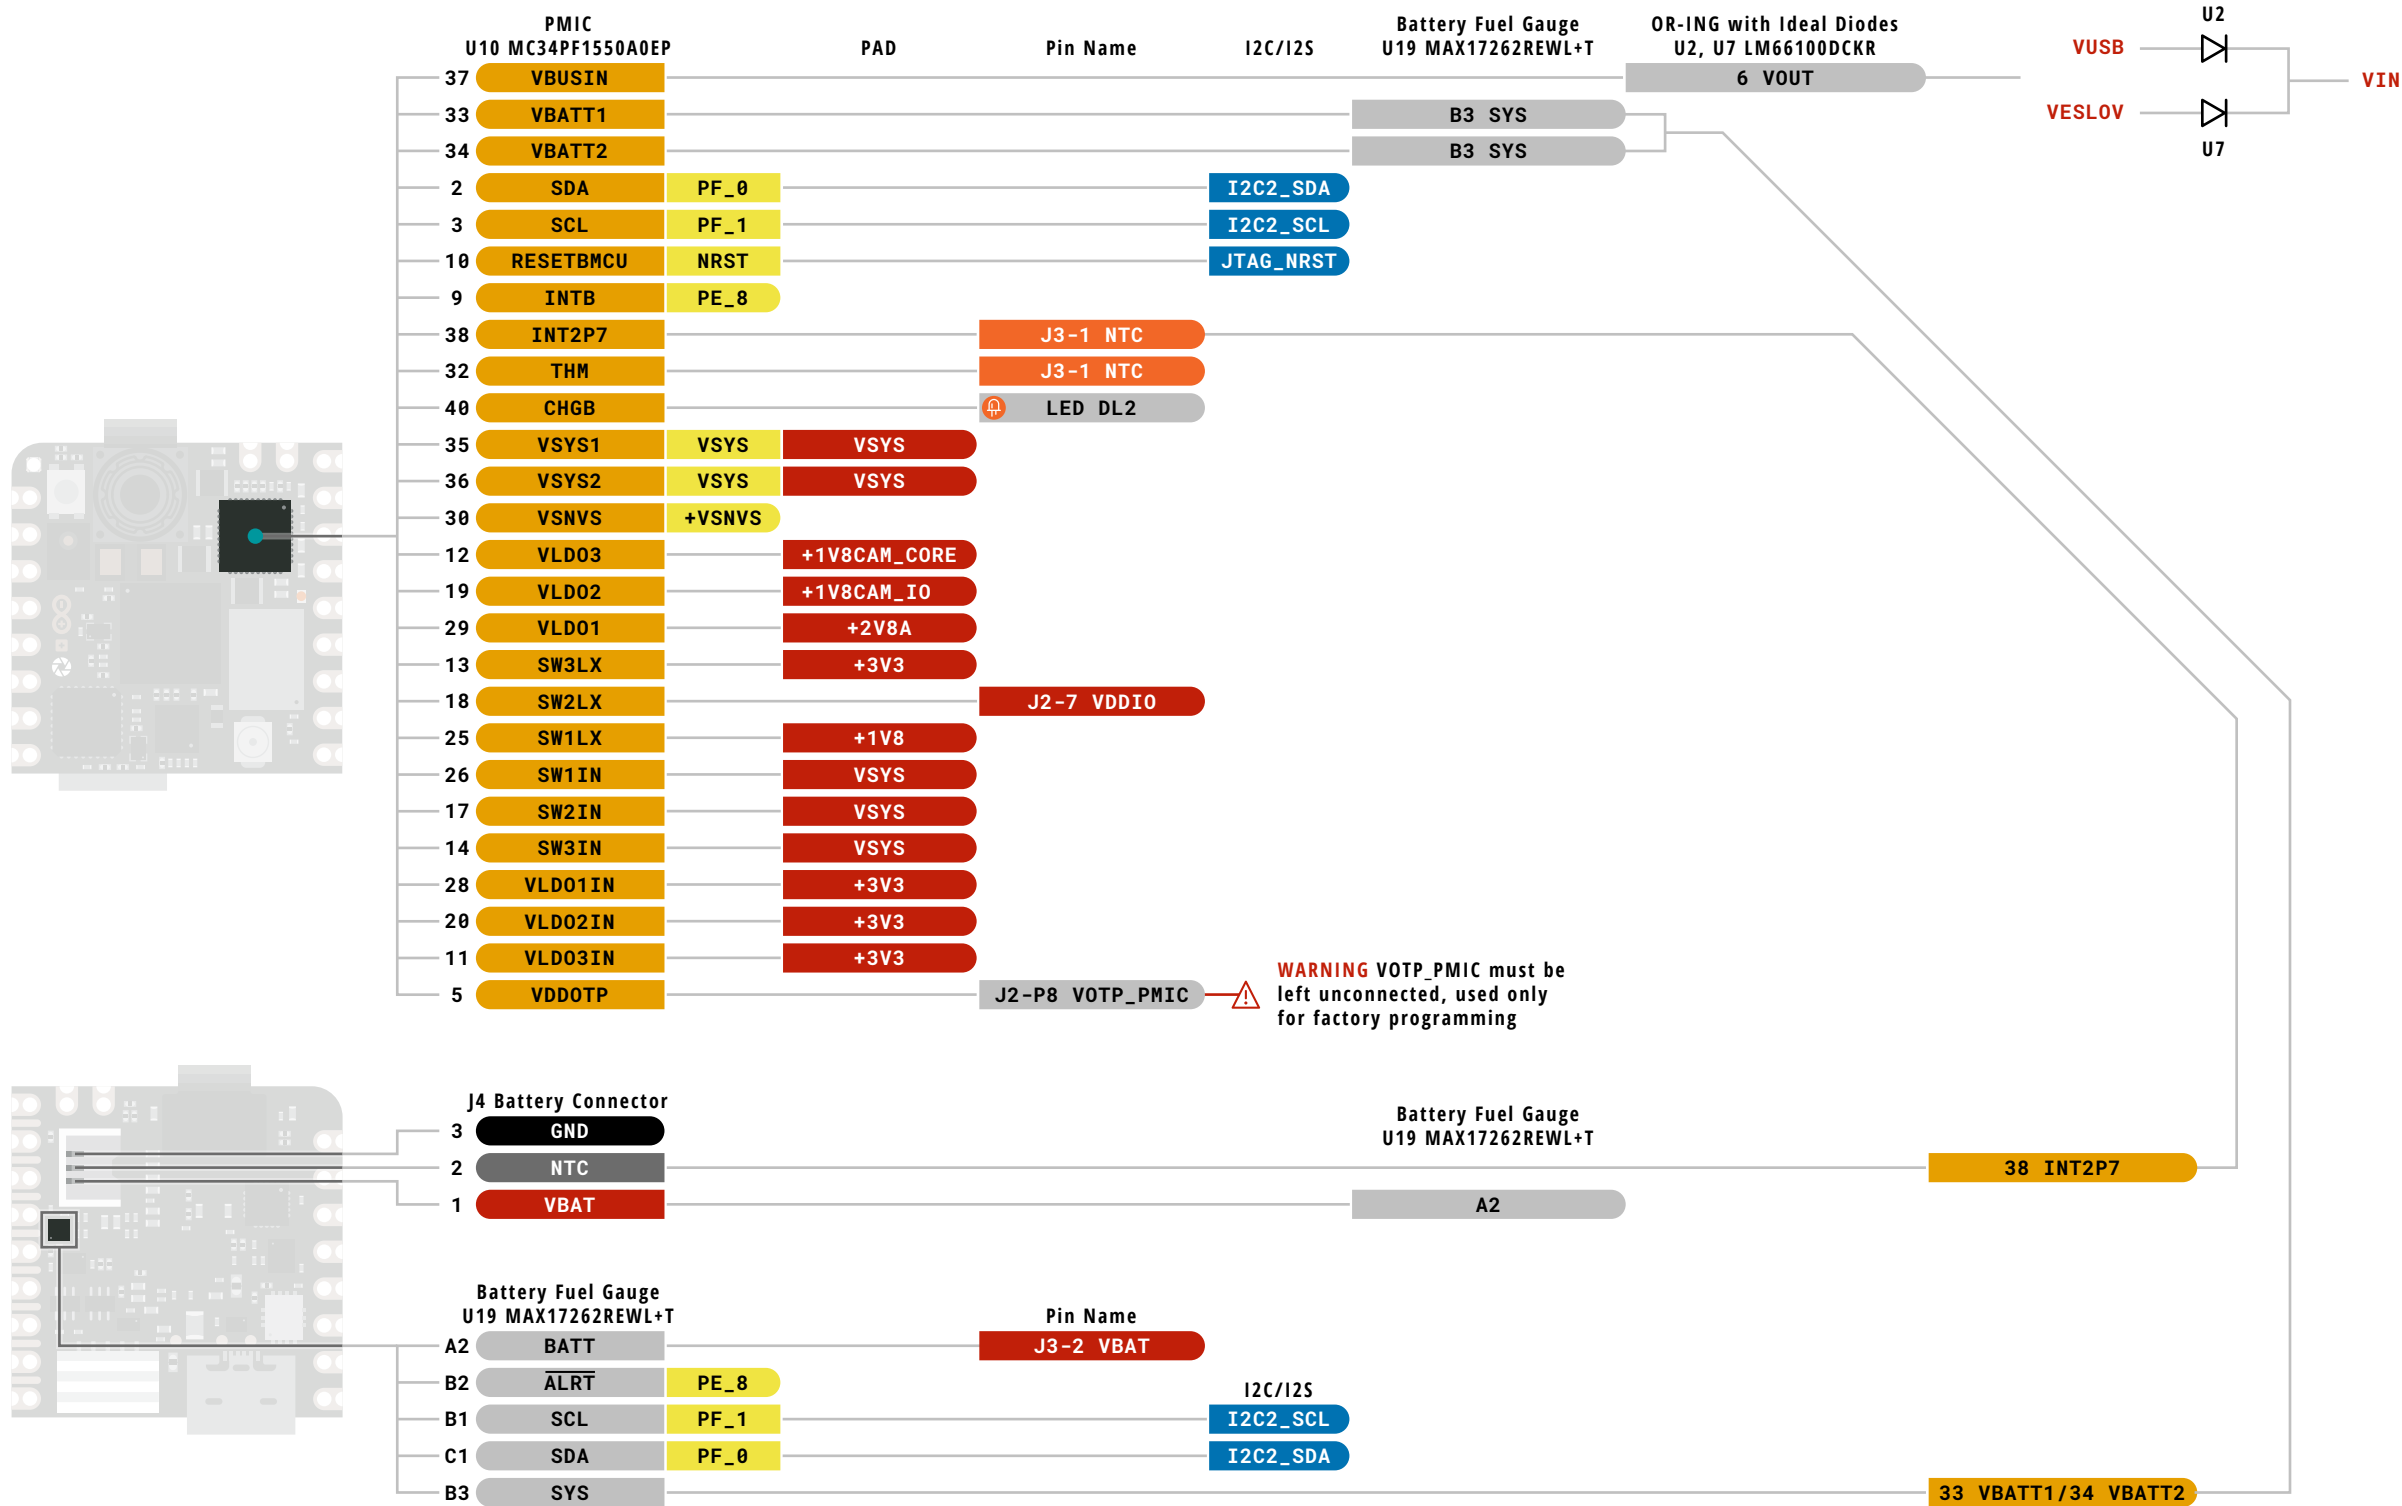 PMIC
U10 MC34PF1550A0EP
PAD
Pin Name
I2C/I2S
Battery Fuel Gauge
U19 MAX17262REWL+T
OR-ING with Ideal Diodes
U2, U7 LM66100DCKR
U2
VUSB
VIN
VESLOV
U7
37 VBUSIN 6 VOUT
33 VBATT1 B3 SYS
34 VBATT2 B3 SYS
2 SDA PF_0 I2C2_SDA
3 SCL PF_1 I2C2_SCL
10 RESETBMCU NRST JTAG_NRST
9 INTB PE_8
38 INT2P7 J3-1 NTC
32 THM J3-1 NTC
40 CHGB LED DL2
35 VSYS1 VSYS VSYS
36 VSYS2 VSYS VSYS
30 VSNVS +VSNVS
12 VLDO3 +1V8CAM_CORE
19 VLDO2 +1V8CAM_IO
29 VLDO1 +2V8A
13 SW3LX +3V3
18 SW2LX J2-7 VDDIO
25 SW1LX +1V8
26 SW1IN VSYS
17 SW2IN VSYS
14 SW3IN VSYS
28 VLDO1IN +3V3
20 VLDO2IN +3V3
11 VLDO3IN +3V3
5 VDDOTP J2-P8 VOTP_PMIC
WARNING VOTP_PMIC must be
left unconnected, used only
for factory programming
J4 Battery Connector
Battery Fuel Gauge
U19 MAX17262REWL+T
3 GND
2 NTC 38 INT2P7
1 VBAT A2
Battery Fuel Gauge
U19 MAX17262REWL+T
Pin Name
A2 BATT J3-2 VBAT
B2 ALRT PE_8
I2C/I2S
B1 SCL PF_1 I2C2_SCL
C1 SDA PF_0 I2C2_SDA
B3 SYS 33 VBATT1/34 VBATT2